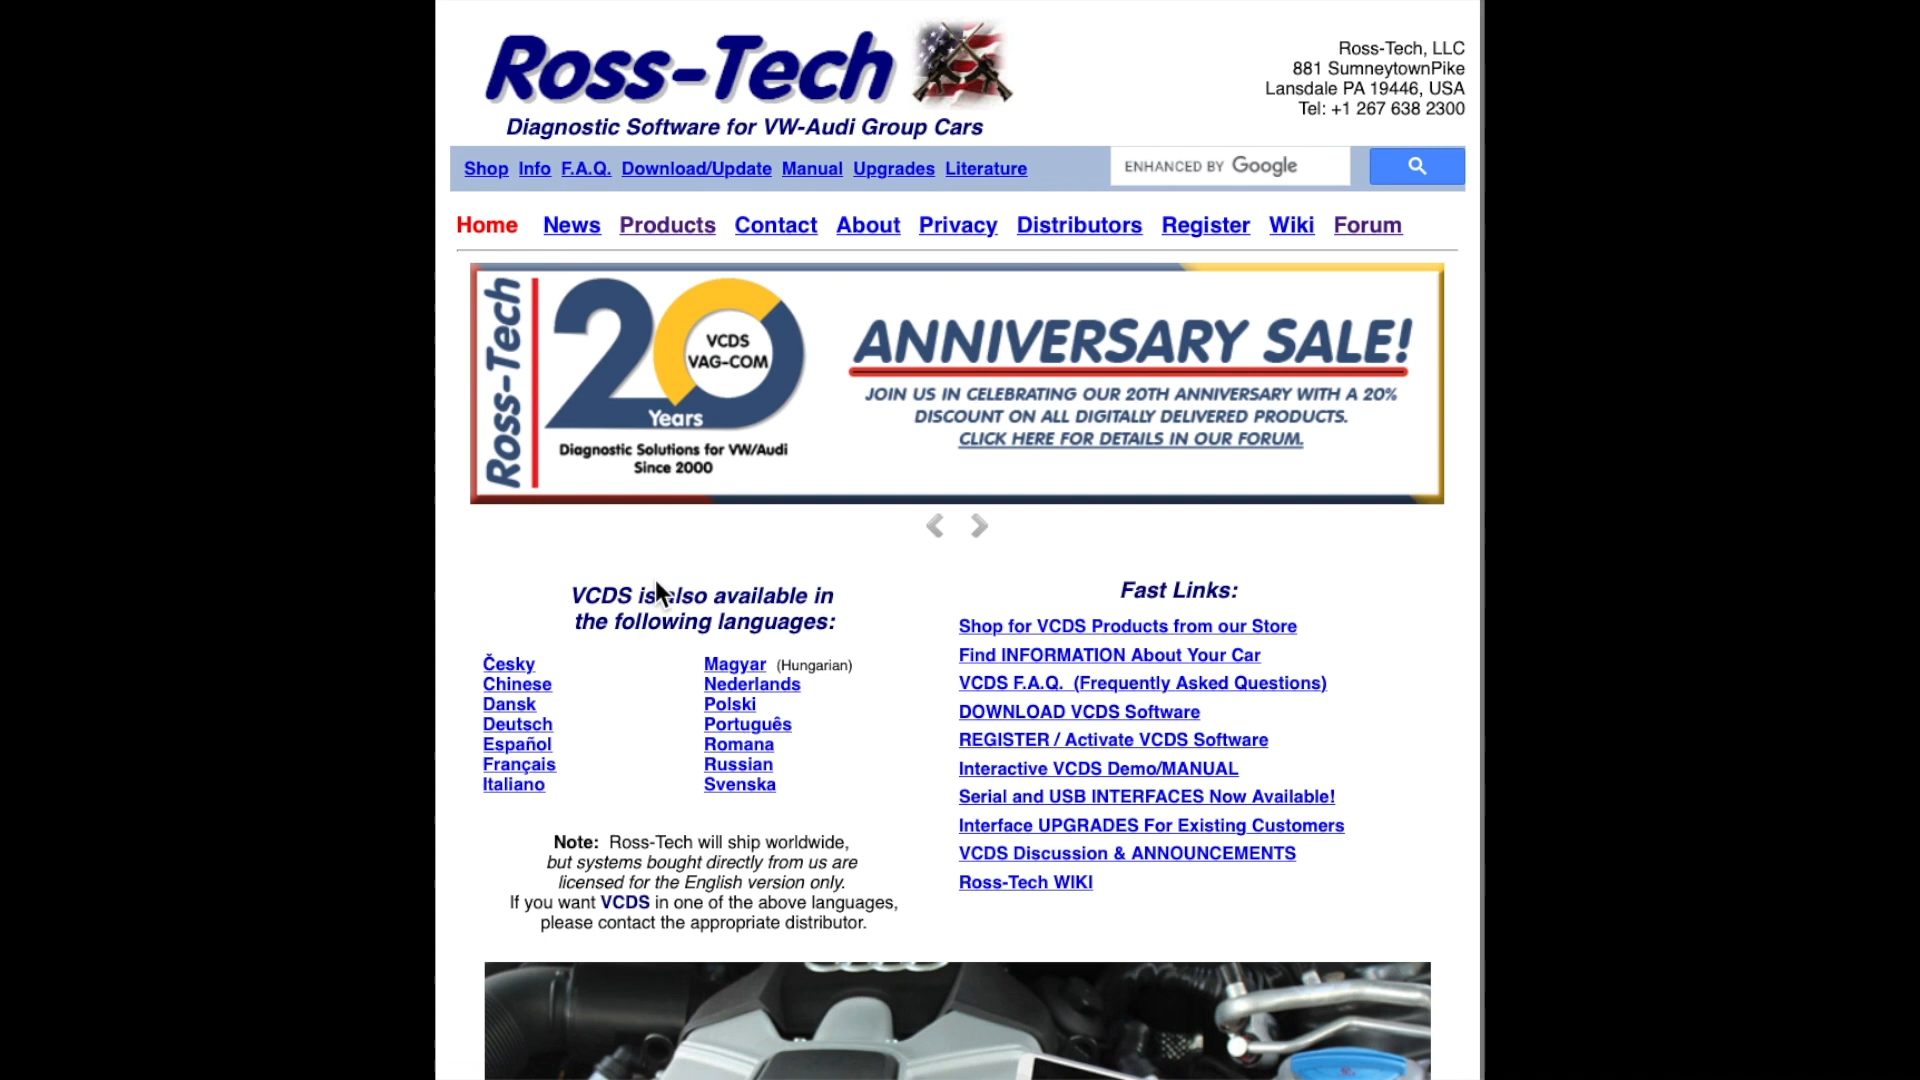 Ross-Tech
Diagnostic Software for VW-Audi Group Cars
Ross-Tech, LLC
881 SumneytownPike
Lansdale PA 19446, USA
Tel: +1 267 638 2300
Shop Info F.A.Q. Download/Update Manual Upgrades Literature
ENHANCED BY Google
Home News Products Contact About Privacy Distributors Register Wiki Forum
Ross-Tech
20
VCDS
VAG-COM
Years
Diagnostic Solutions for VW/Audi
Since 2000
ANNIVERSARY SALE!
JOIN US IN CELEBRATING OUR 20TH ANNIVERSARY WITH A 20%
DISCOUNT ON ALL DIGITALLY DELIVERED PRODUCTS.
CLICK HERE FOR DETAILS IN OUR FORUM.
VCDS is also available in
the following languages:
Česky
Chinese
Dansk
Deutsch
Español
Français
Italiano
Magyar (Hungarian)
Nederlands
Polski
Português
Romana
Russian
Svenska
Note: Ross-Tech will ship worldwide,
but systems bought directly from us are
licensed for the English version only.
If you want VCDS in one of the above languages,
please contact the appropriate distributor.
Fast Links:
Shop for VCDS Products from our Store
Find INFORMATION About Your Car
VCDS F.A.Q. (Frequently Asked Questions)
DOWNLOAD VCDS Software
REGISTER / Activate VCDS Software
Interactive VCDS Demo/MANUAL
Serial and USB INTERFACES Now Available!
Interface UPGRADES For Existing Customers
VCDS Discussion & ANNOUNCEMENTS
Ross-Tech WIKI